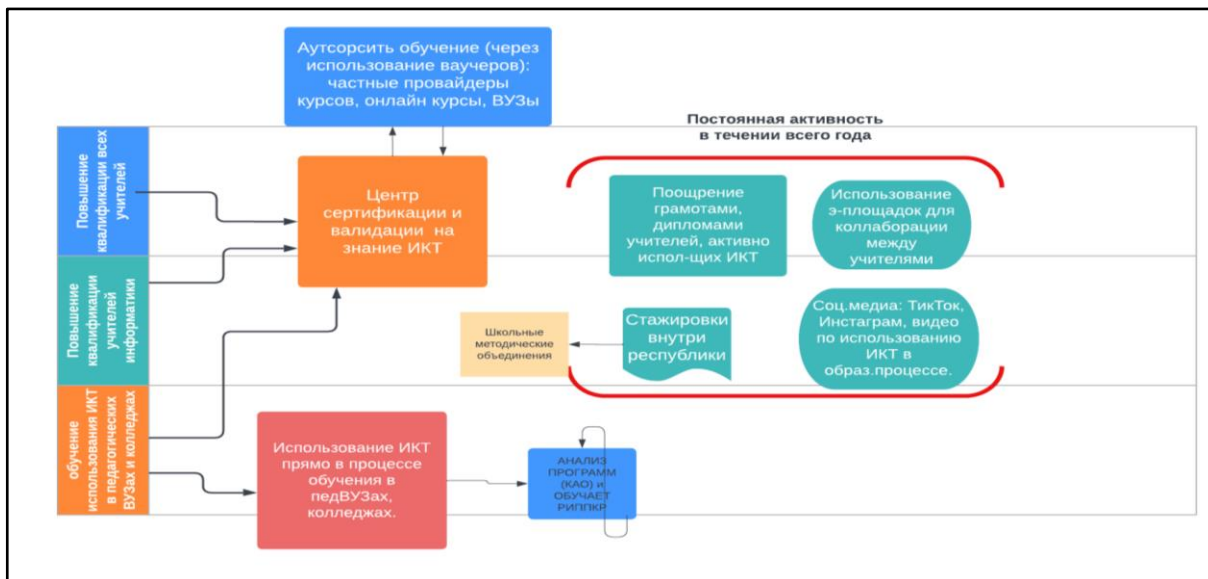 Аутсорсить обучение (через
использование ваучеров):
частные провайдеры
курсов, онлайн курсы, ВУЗы
Постоянная активность
в течении всего года
Повышение
квалификации всех
учителей
Центр
сертификации и
валидации на
знание ИКТ
Поощрение
грамотами,
дипломами
учителей, активно
испол-щих ИКТ
Использование
э-площадок для
коллаборации
между
учителями
Повышение
квалификации
учителей
информатики
Школьные
методические
объединения
Стажировки
внутри
республики
Соц.медиа: ТикТок,
Инстаграм, видео
по использованию
ИКТ в
образ.процессе.
обучение
использования ИКТ
в педагогических
ВУЗах и колледжах
Использование ИКТ
прямо в процессе
обучения в
педВУЗах,
колледжах.
АНАЛИЗ
ПРОГРАММ
(КАО) и
ОБУЧАЕТ
РИППКР